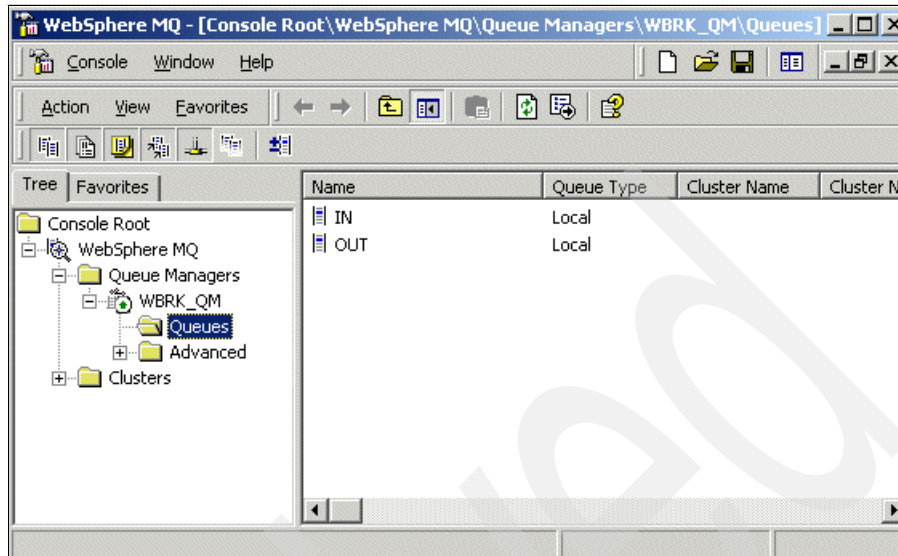 WebSphere MQ - [Console Root\WebSphere MQ\Queue Managers\WBRK_QM\Queues]
Console Window Help
Action View Favorites
Tree Favorites
Name Queue Type Cluster Name Cluster N
Console Root
WebSphere MQ
Queue Managers
WBRK_QM
Queues
Advanced
Clusters
IN Local
OUT Local